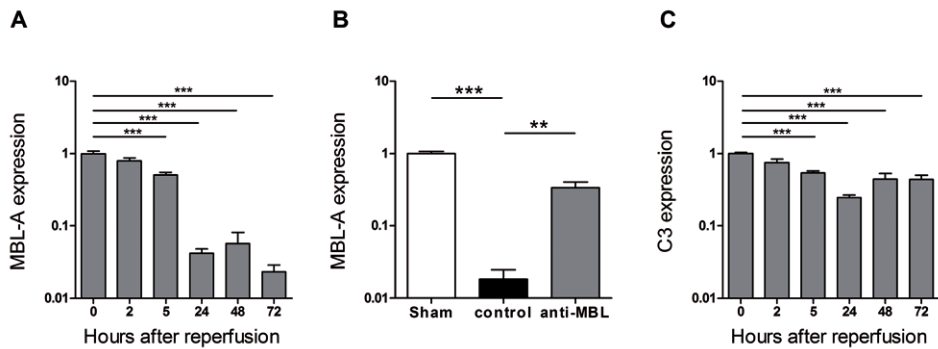 A
MBL-A expression
10
1
0.1
0.01
***
***
***
***
0 2 5 24 48 72
Hours after reperfusion
B
MBL-A expression
10
1
0.1
0.01
***
**
Sham control anti-MBL
C
C3 expression
10
1
0.1
0.01
***
***
***
***
0 2 5 24 48 72
Hours after reperfusion